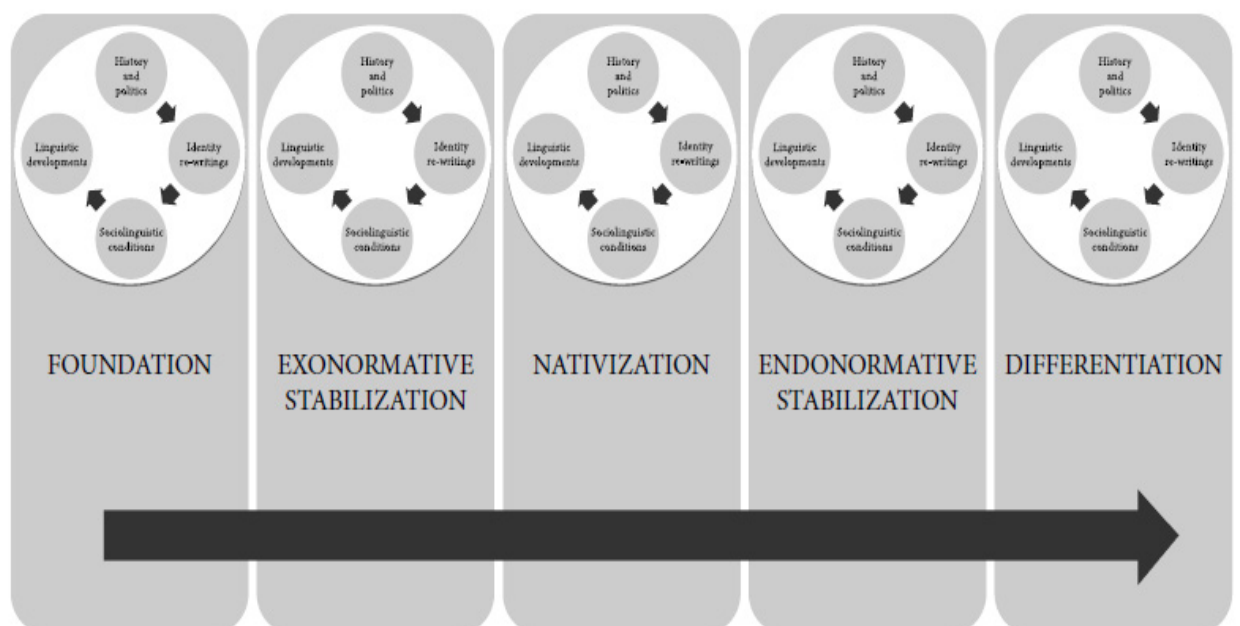 History
and
politics
Linguistic
developments
Identity
re-writings
Sociolinguistic
conditions
FOUNDATION
History
and
politics
Linguistic
developments
Identity
re-writings
Sociolinguistic
conditions
EXONORMATIVE
STABILIZATION
History
and
politics
Linguistic
developments
Identity
re-writings
Sociolinguistic
conditions
NATIVIZATION
History
and
politics
Linguistic
developments
Identity
re-writings
Sociolinguistic
conditions
ENDONORMATIVE
STABILIZATION
History
and
politics
Linguistic
developments
Identity
re-writings
Sociolinguistic
conditions
DIFFERENTIATION